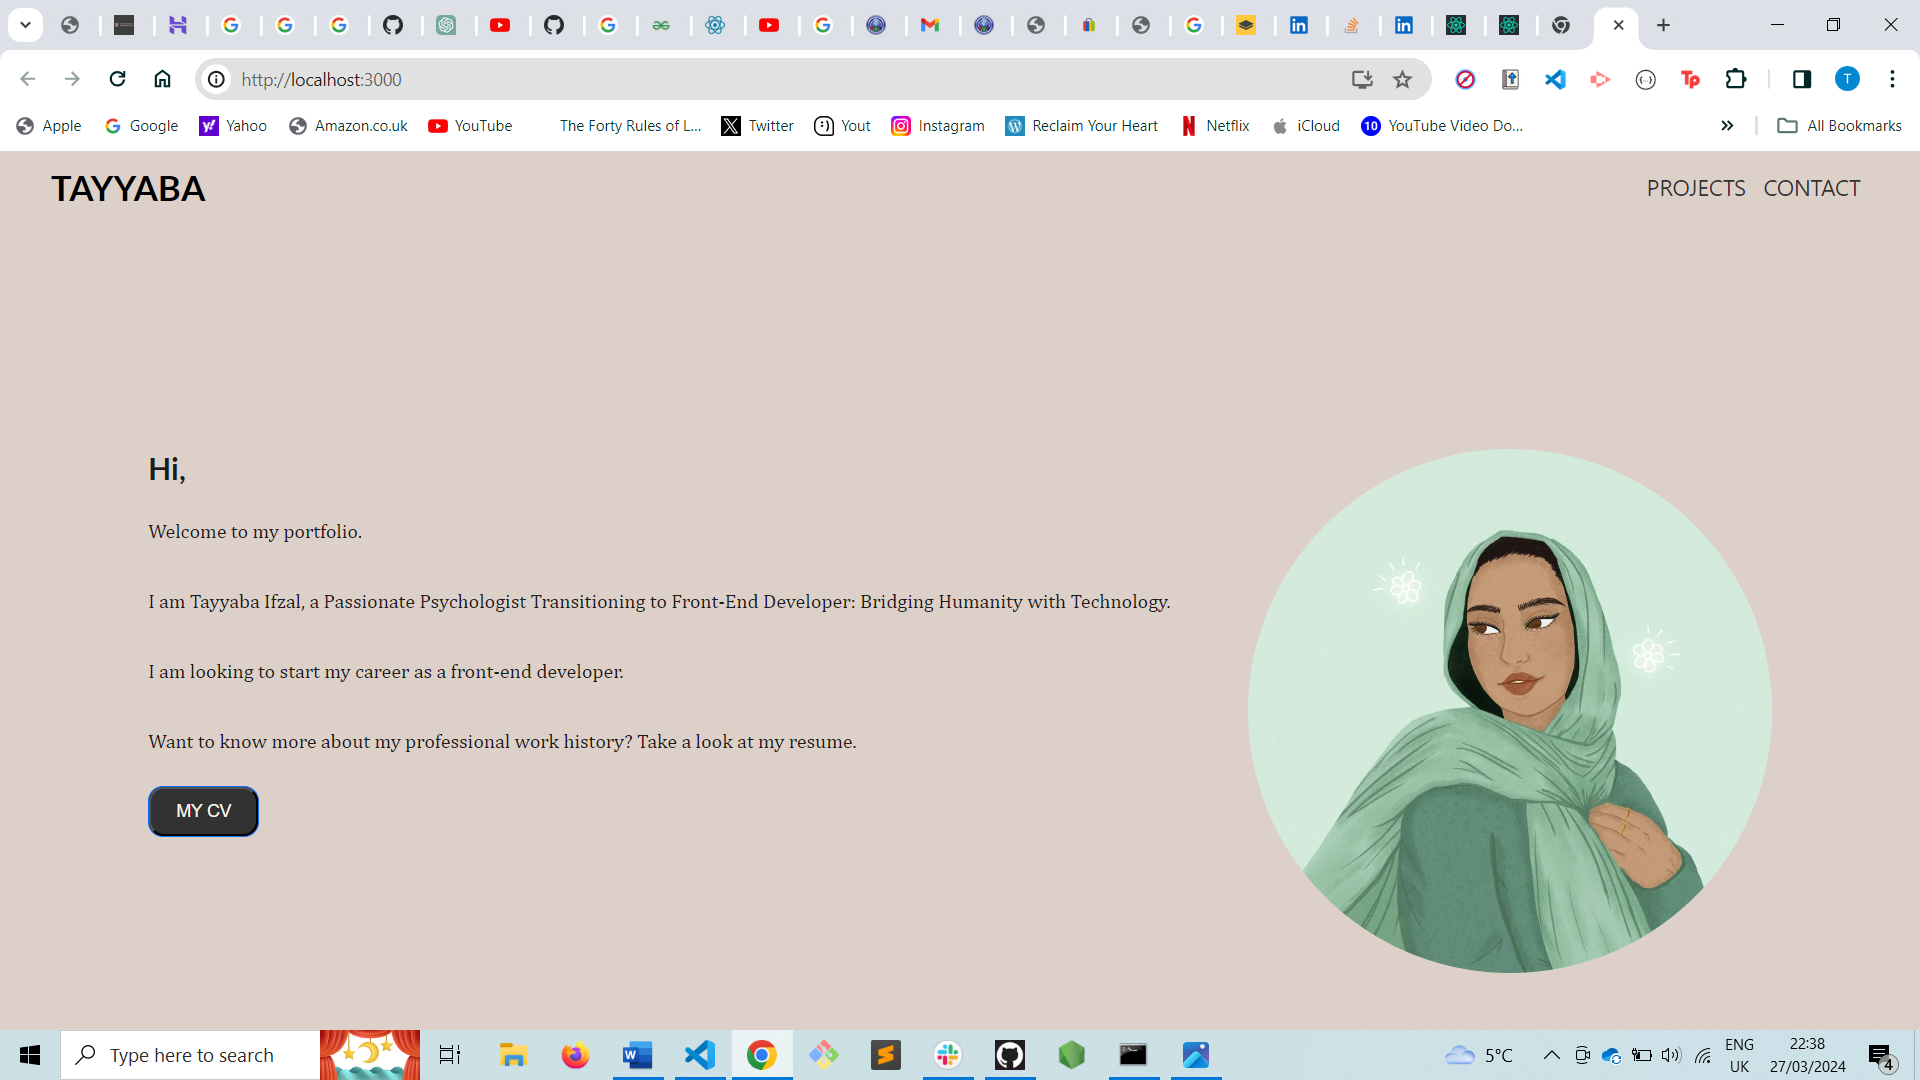 http://localhost:3000
T
Apple Google Yahoo Amazon.co.uk YouTube The Forty Rules of L... Twitter Yout Instagram Reclaim Your Heart Netflix iCloud 10 YouTube Video Do... » All Bookmarks
TAYYABA PROJECTS CONTACT
Hi,
Welcome to my portfolio.
I am Tayyaba Ifzal, a Passionate Psychologist Transitioning to Front-End Developer: Bridging Humanity with Technology.
I am looking to start my career as a front-end developer.
Want to know more about my professional work history? Take a look at my resume.
MY CV
Type here to search
5°C
ENG
UK
22:38
27/03/2024
4